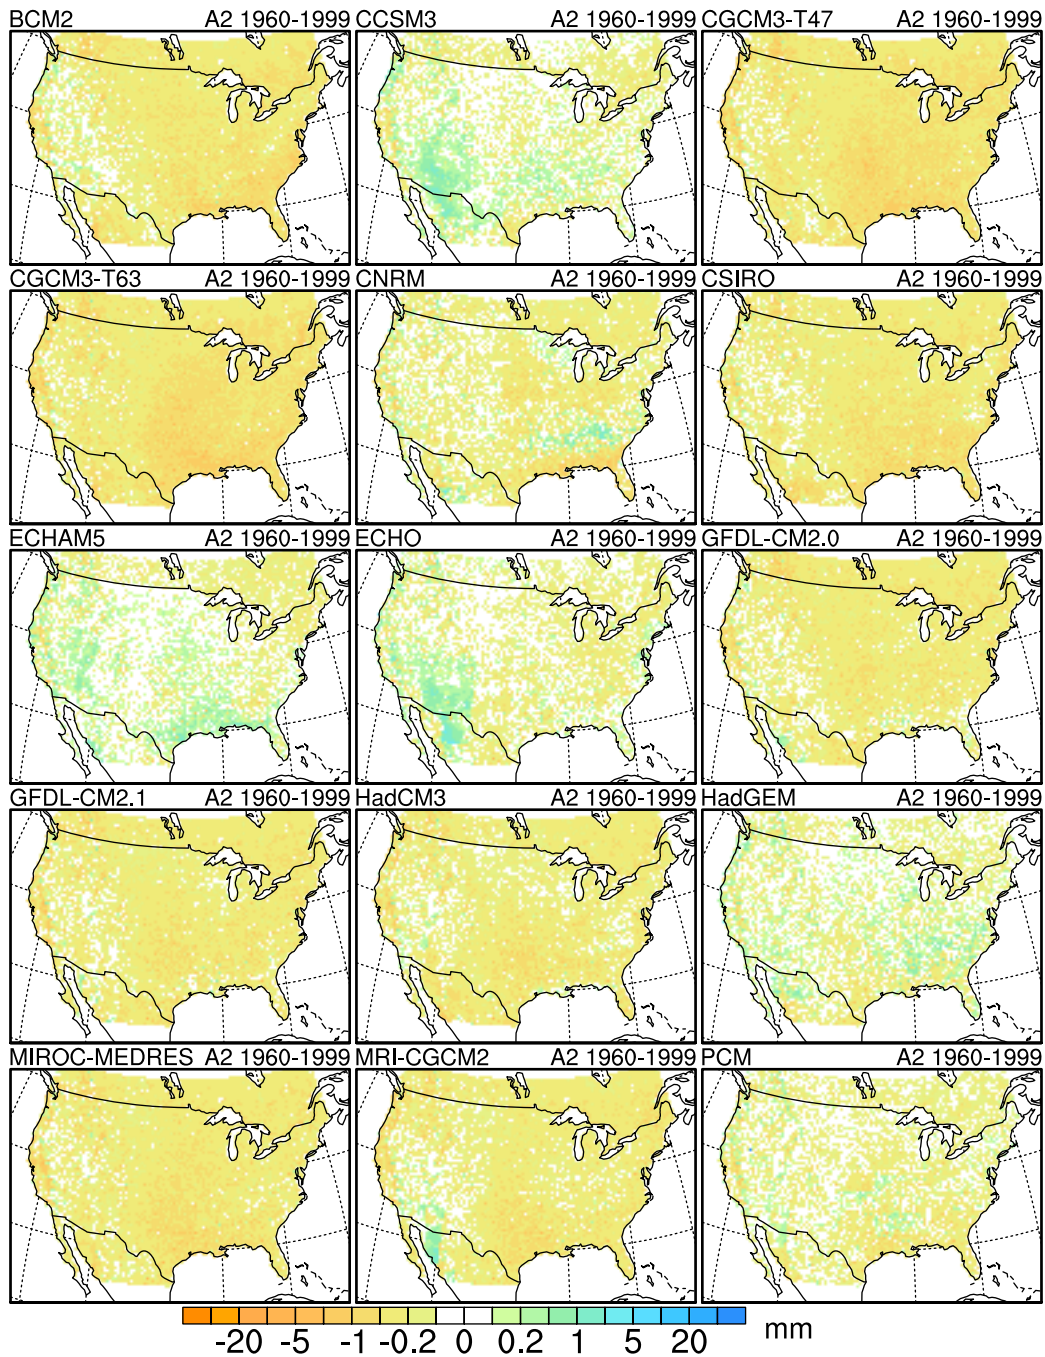 BCM2 A2 1960-1999 CCSM3 A2 1960-1999 CGCM3-T47 A2 1960-1999
CGCM3-T63 A2 1960-1999 CNRM A2 1960-1999 CSIRO A2 1960-1999
ECHAM5 A2 1960-1999 ECHO A2 1960-1999 GFDL-CM2.0 A2 1960-1999
GFDL-CM2.1 A2 1960-1999 HadCM3 A2 1960-1999 HadGEM A2 1960-1999
MIROC-MEDRES A2 1960-1999 MRI-CGCM2 A2 1960-1999 PCM A2 1960-1999
-20 -5 -1 -0.2 0 0.2 1 5 20 mm